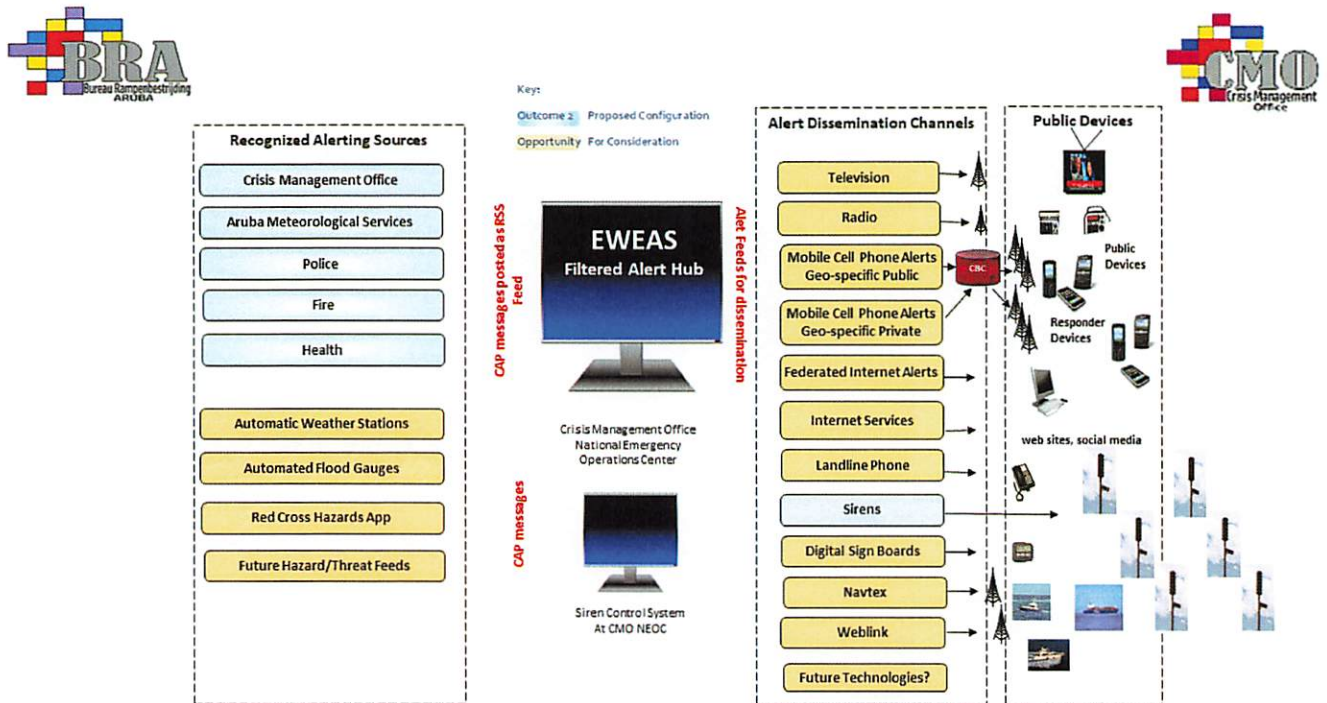 BRA
Bureau Rampenbestrijding
ARUBA
CMO
Crisis Management
Office
Key:
Outcome 2 Proposed Configuration
Opportunity For Consideration
Recognized Alerting Sources
Crisis Management Office
Aruba Meteorological Services
Police
Fire
Health
Automatic Weather Stations
Automated Flood Gauges
Red Cross Hazards App
Future Hazard/Threat Feeds
CAP messages posted as RSS
Feed
EWEAS
Filtered Alert Hub
Alet Feeds for dissemination
Crisis Management Office
National Emergency
Operations Center
CAP messages
Siren Control System
At CMO NEOC
Alert Dissemination Channels
Television
Radio
Mobile Cell Phone Alerts
Geo-specific Public
Mobile Cell Phone Alerts
Geo-specific Private
CBC
Federated Internet Alerts
Internet Services
Landline Phone
Sirens
Digital Sign Boards
Navtex
Weblink
Future Technologies?
Public Devices
Public
Devices
Responder
Devices
web sites, social media